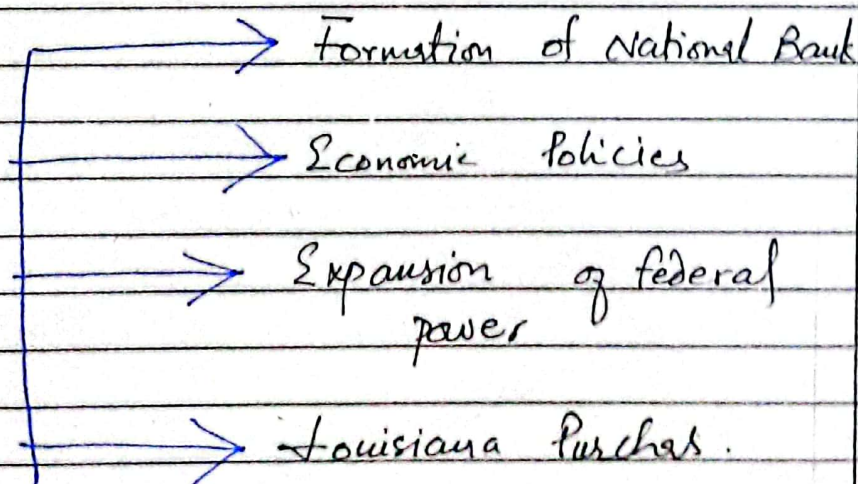 Formation of National Bank
Economic Policies
Expansion of federal
power
Louisiana Purchas.